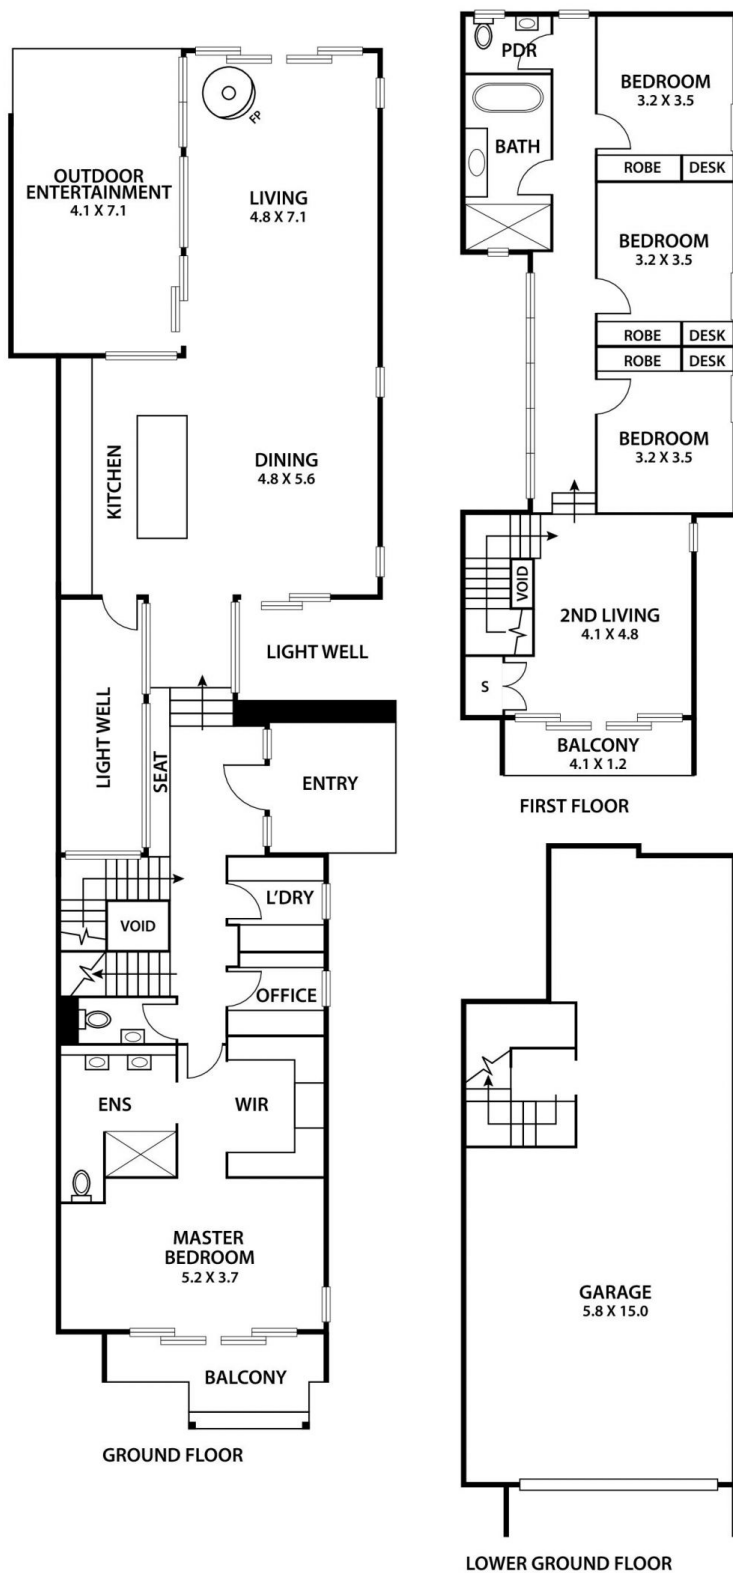 OUTDOOR
ENTERTAINMENT
4.1 X 7.1
FP
LIVING
4.8 X 7.1
KITCHEN
DINING
4.8 X 5.6
LIGHT WELL
LIGHT WELL
SEAT
ENTRY
VOID
L'DRY
OFFICE
ENS
WIR
MASTER
BEDROOM
5.2 X 3.7
BALCONY
GROUND FLOOR
PDR
BEDROOM
3.2 X 3.5
BATH
ROBE
DESK
BEDROOM
3.2 X 3.5
ROBE
DESK
ROBE
DESK
BEDROOM
3.2 X 3.5
VOID
2ND LIVING
4.1 X 4.8
S
BALCONY
4.1 X 1.2
FIRST FLOOR
GARAGE
5.8 X 15.0
LOWER GROUND FLOOR